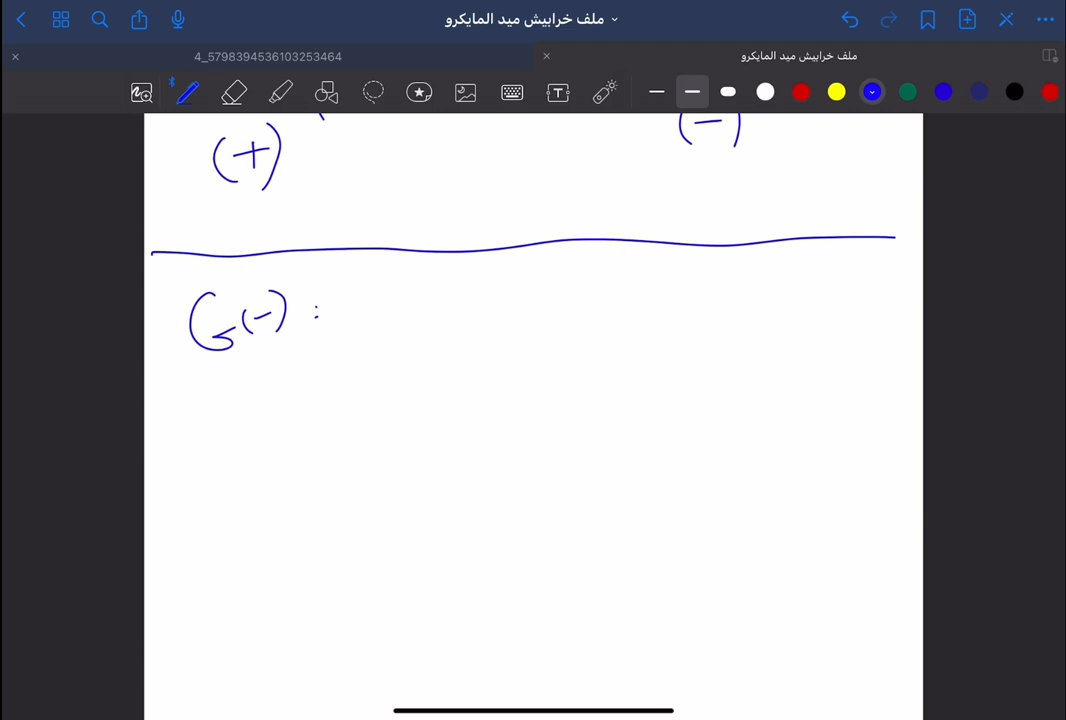 ملف خرابيش ميد المايكرو
4_5798394536103253464
ملف خرابيش ميد المايكرو
(+)
(-)
G(-) :